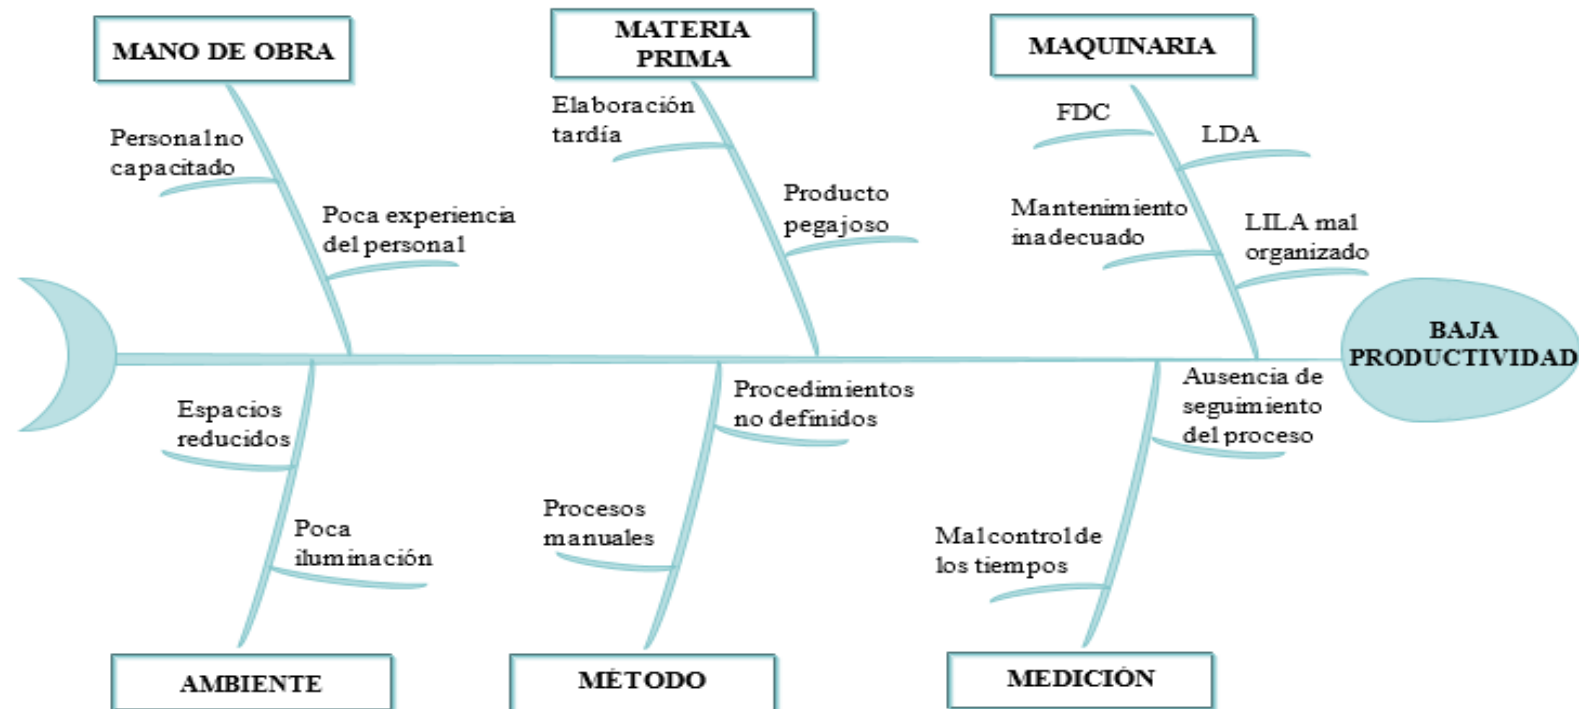 MANO DE OBRA
MATERIA
PRIMA
MAQUINARIA
Personal no
capacitado
Poca experiencia
del personal
Elaboración
tardía
Producto
pegajoso
FDC
LDA
Mantenimiento
inadecuado
LILA mal
organizado
BAJA
PRODUCTIVIDAD
Espacios
reducidos
Poca
iluminación
Procedimientos
no definidos
Procesos
manuales
Ausencia de
seguimiento
del proceso
Mal control de
los tiempos
AMBIENTE
MÉTODO
MEDICIÓN